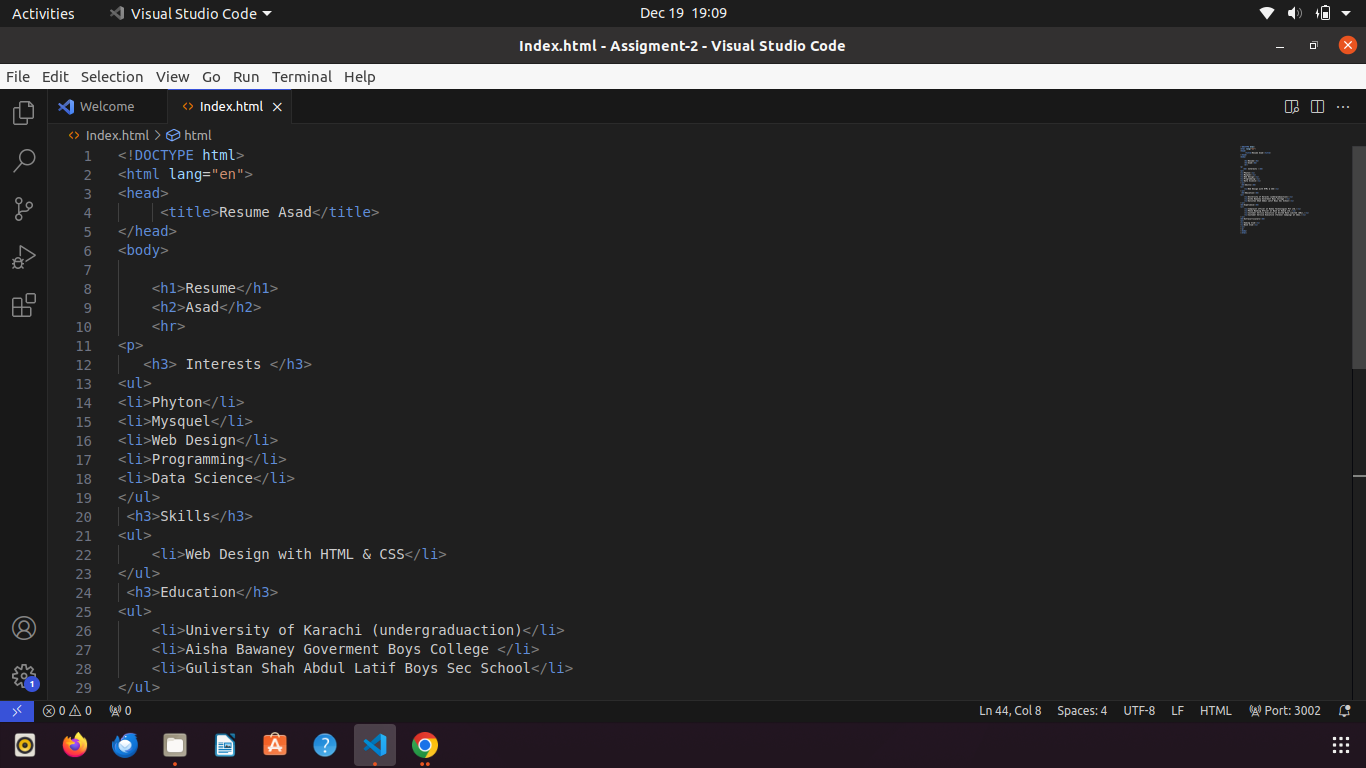 Activities Visual Studio Code Dec 19 19:09
Index.html - Assigment-2 - Visual Studio Code
File Edit Selection View Go Run Terminal Help
Welcome Index.html
Index.html > html
1 <!DOCTYPE html>
2 <html lang="en">
3 <head>
4 <title>Resume Asad</title>
5 </head>
6 <body>
7
8 <h1>Resume</h1>
9 <h2>Asad</h2>
10 <hr>
11 <p>
12 <h3> Interests </h3>
13 <ul>
14 <li>Phyton</li>
15 <li>Mysquel</li>
16 <li>Web Design</li>
17 <li>Programming</li>
18 <li>Data Science</li>
19 </ul>
20 <h3>Skills</h3>
21 <ul>
22 <li>Web Design with HTML & CSS</li>
23 </ul>
24 <h3>Education</h3>
25 <ul>
26 <li>University of Karachi (undergraduaction)</li>
27 <li>Aisha Bawaney Goverment Boys College </li>
28 <li>Gulistan Shah Abdul Latif Boys Sec School</li>
29 </ul>
1
0 0 0 Ln 44, Col 8 Spaces: 4 UTF-8 LF HTML Port: 3002